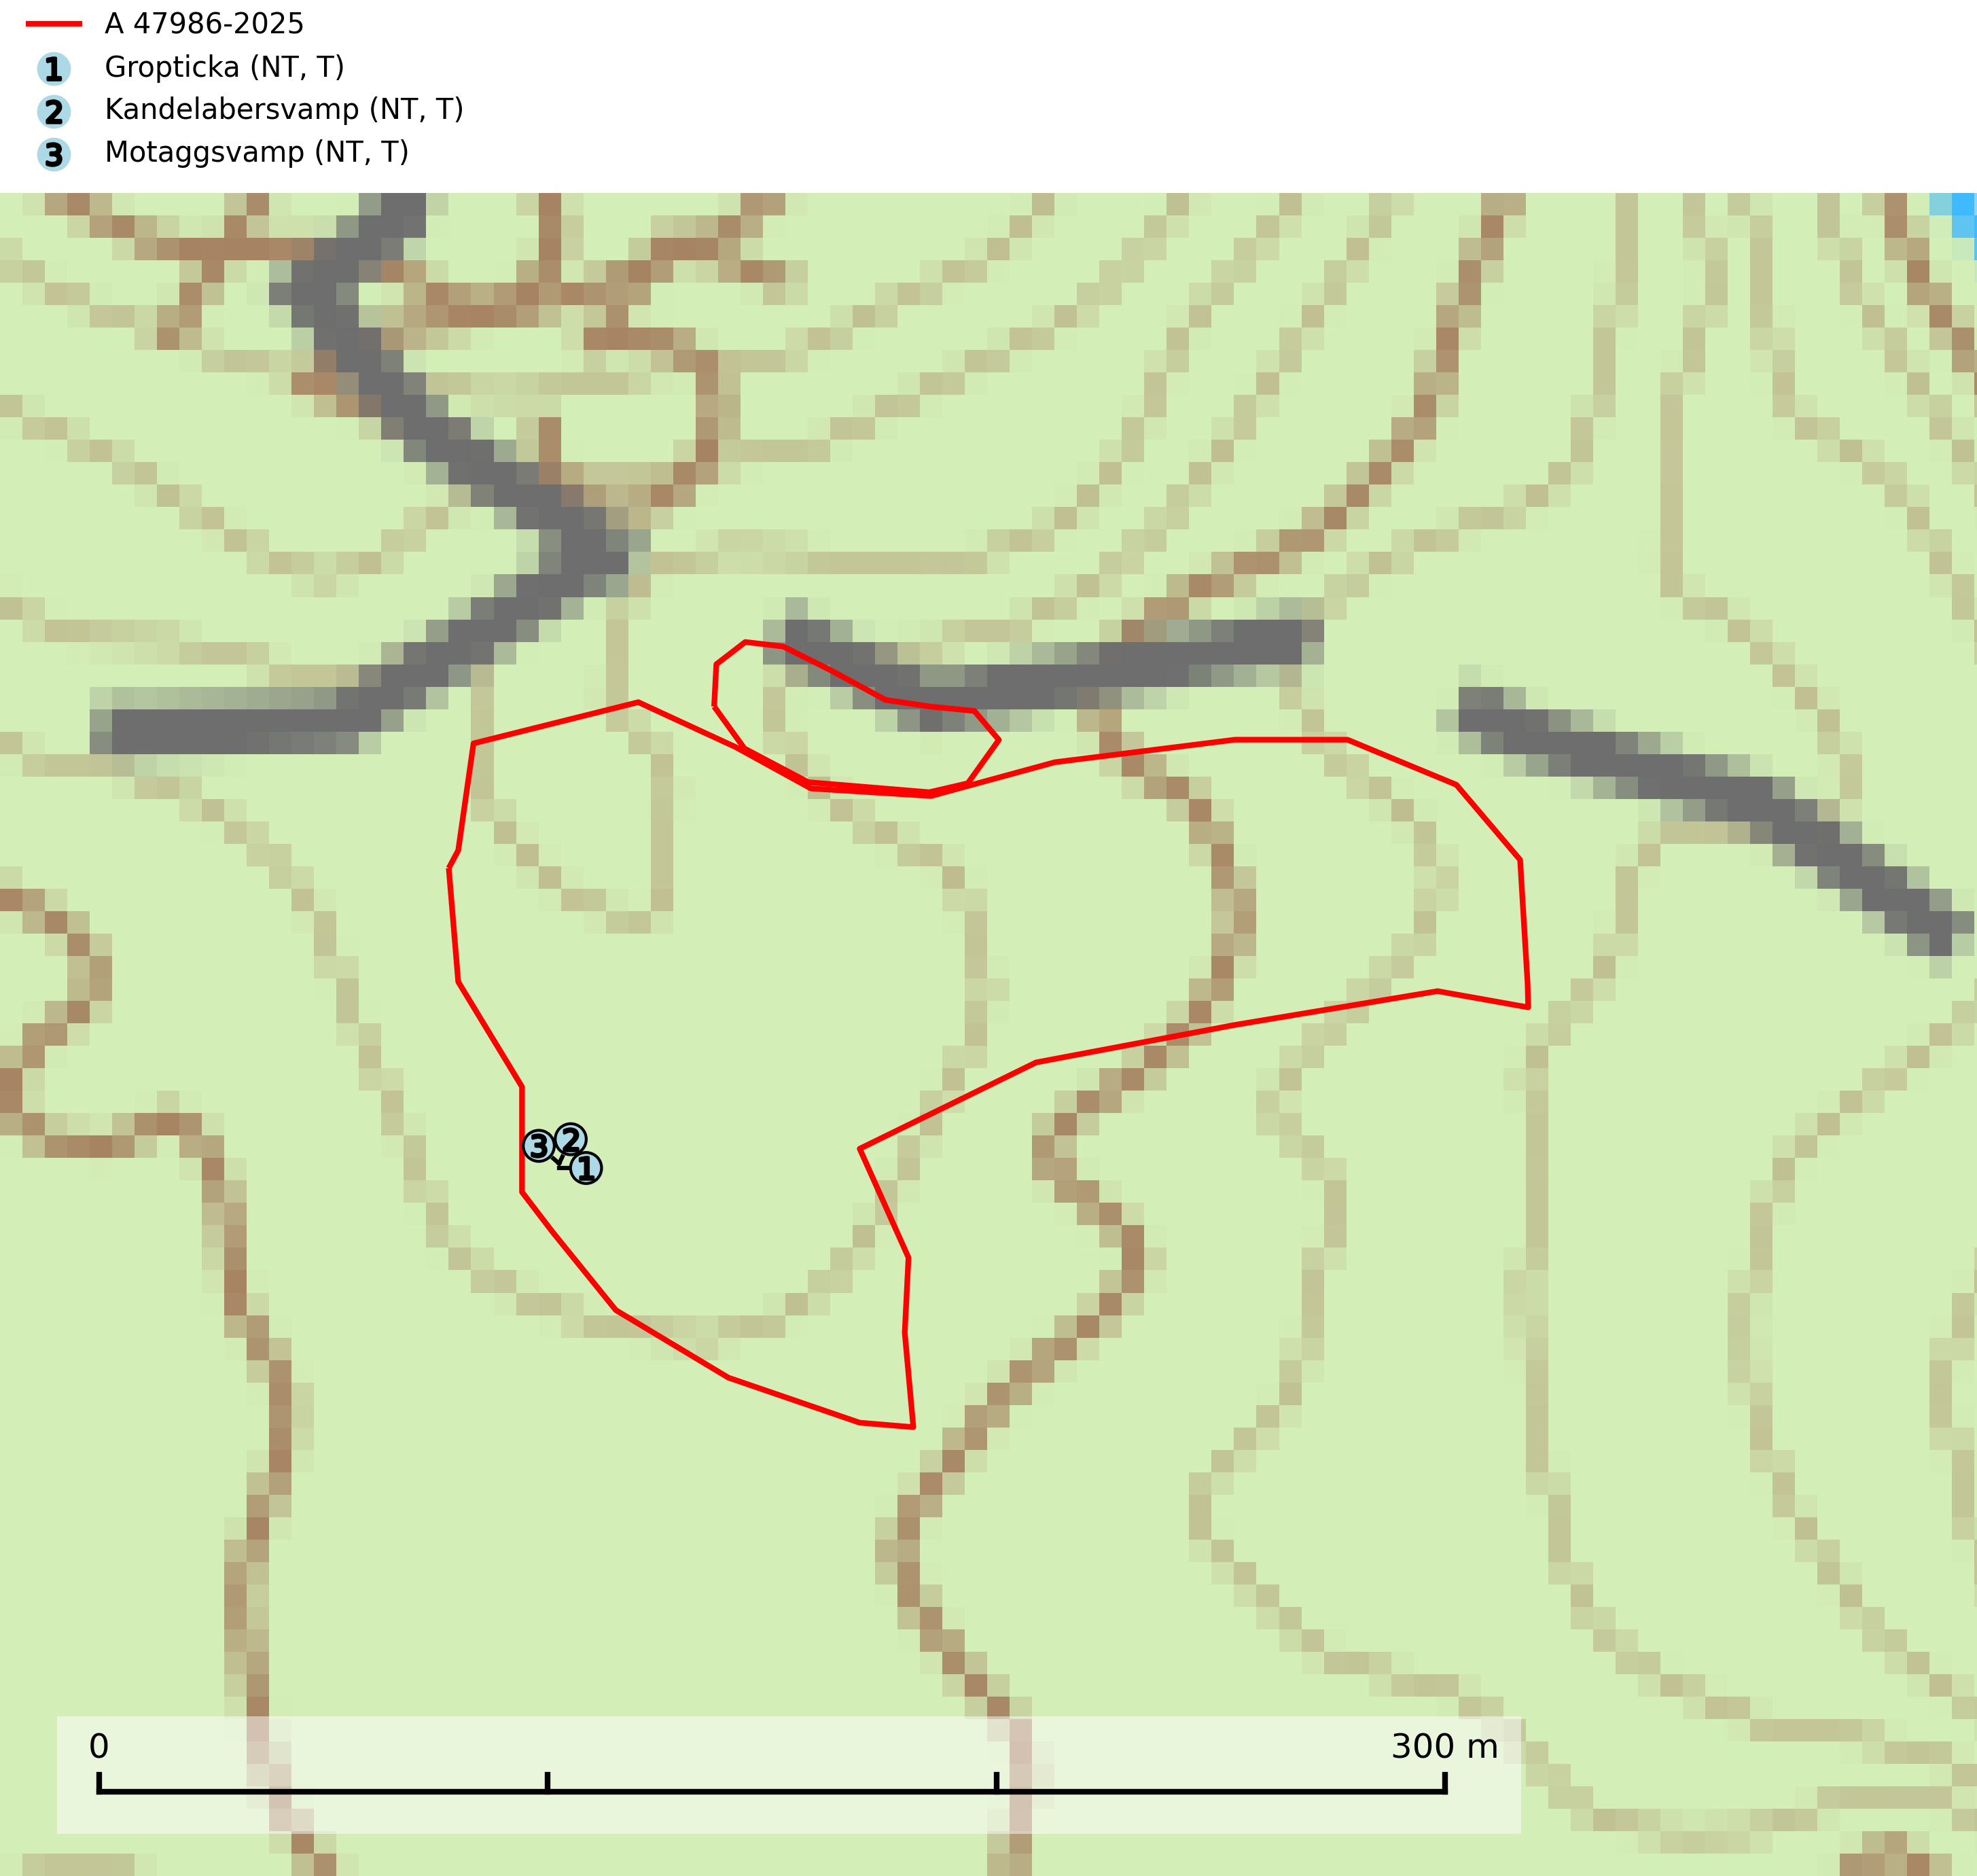 A 47986-2025
1 Gropticka (NT, T)
2 Kandelabersvamp (NT, T)
3 Motaggsvamp (NT, T)
3 2
1
0 300 m